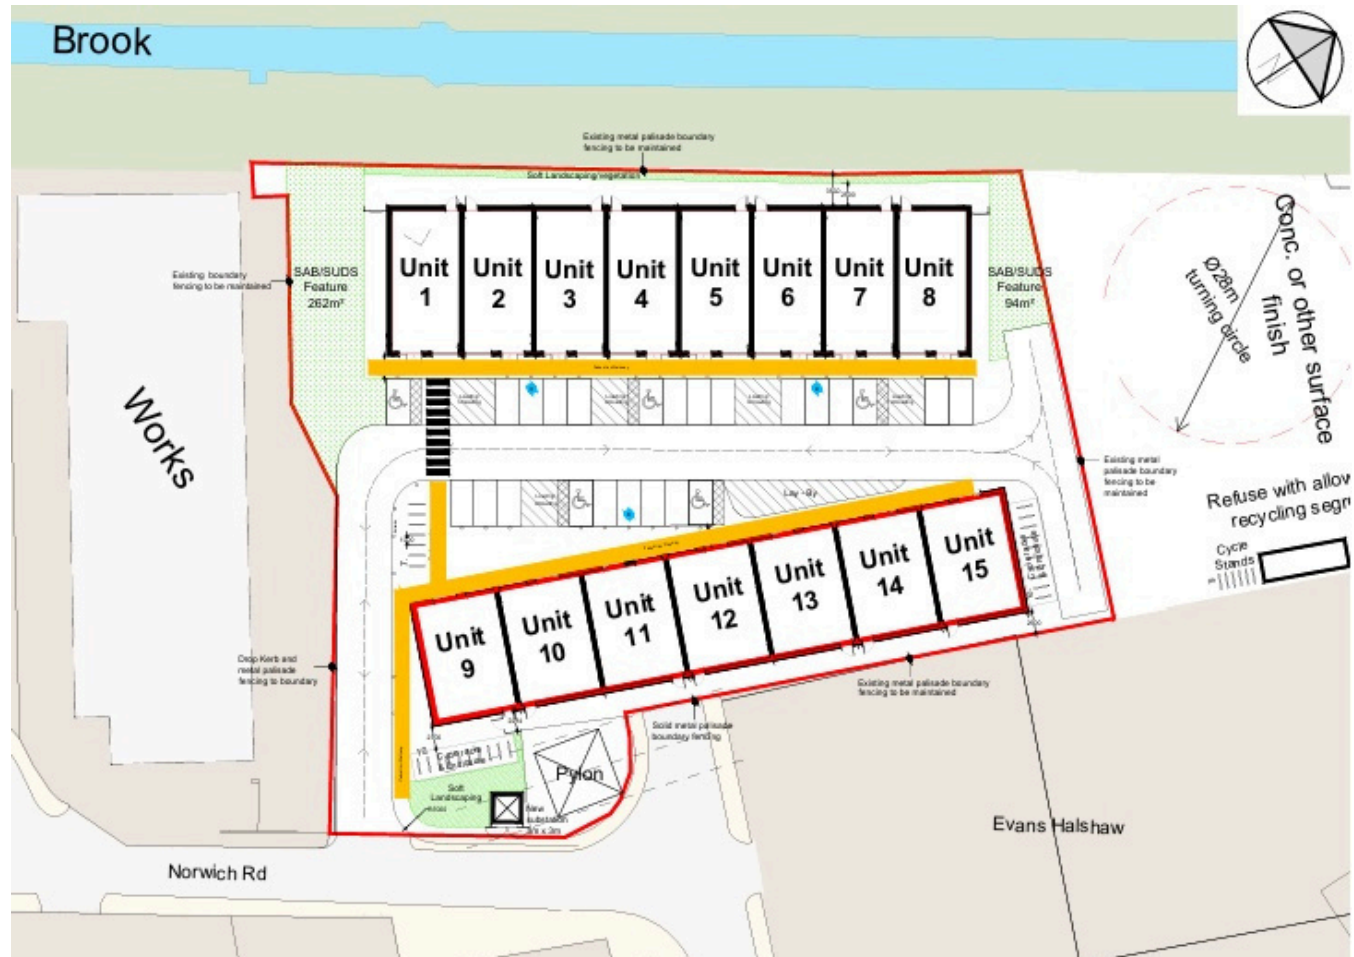 Brook
Existing metal palisade boundary
fencing to be maintained
Soft Landscaping/vegetation
Existing boundary
fencing to be maintained
SAB/SUDS
Feature
262m²
Unit
1
Unit
2
Unit
3
Unit
4
Unit
5
Unit
6
Unit
7
Unit
8
SAB/SUDS
Feature
94m²
Ø28m
turning circle
Conc. or other surface
finish
Works
Lay - By
Existing metal
palisade boundary
fencing to be
maintained
Refuse with allow
recycling segr
Cycle
Stands
Unit
9
Unit
10
Unit
11
Unit
12
Unit
13
Unit
14
Unit
15
Drop Kerb and
metal palisade
fencing to boundary
Existing metal palisade boundary
fencing to be maintained
Solid metal palisade
boundary fencing
Pylon
Soft
Landscaping
New
substation
3m x 3m
Evans Halshaw
Norwich Rd